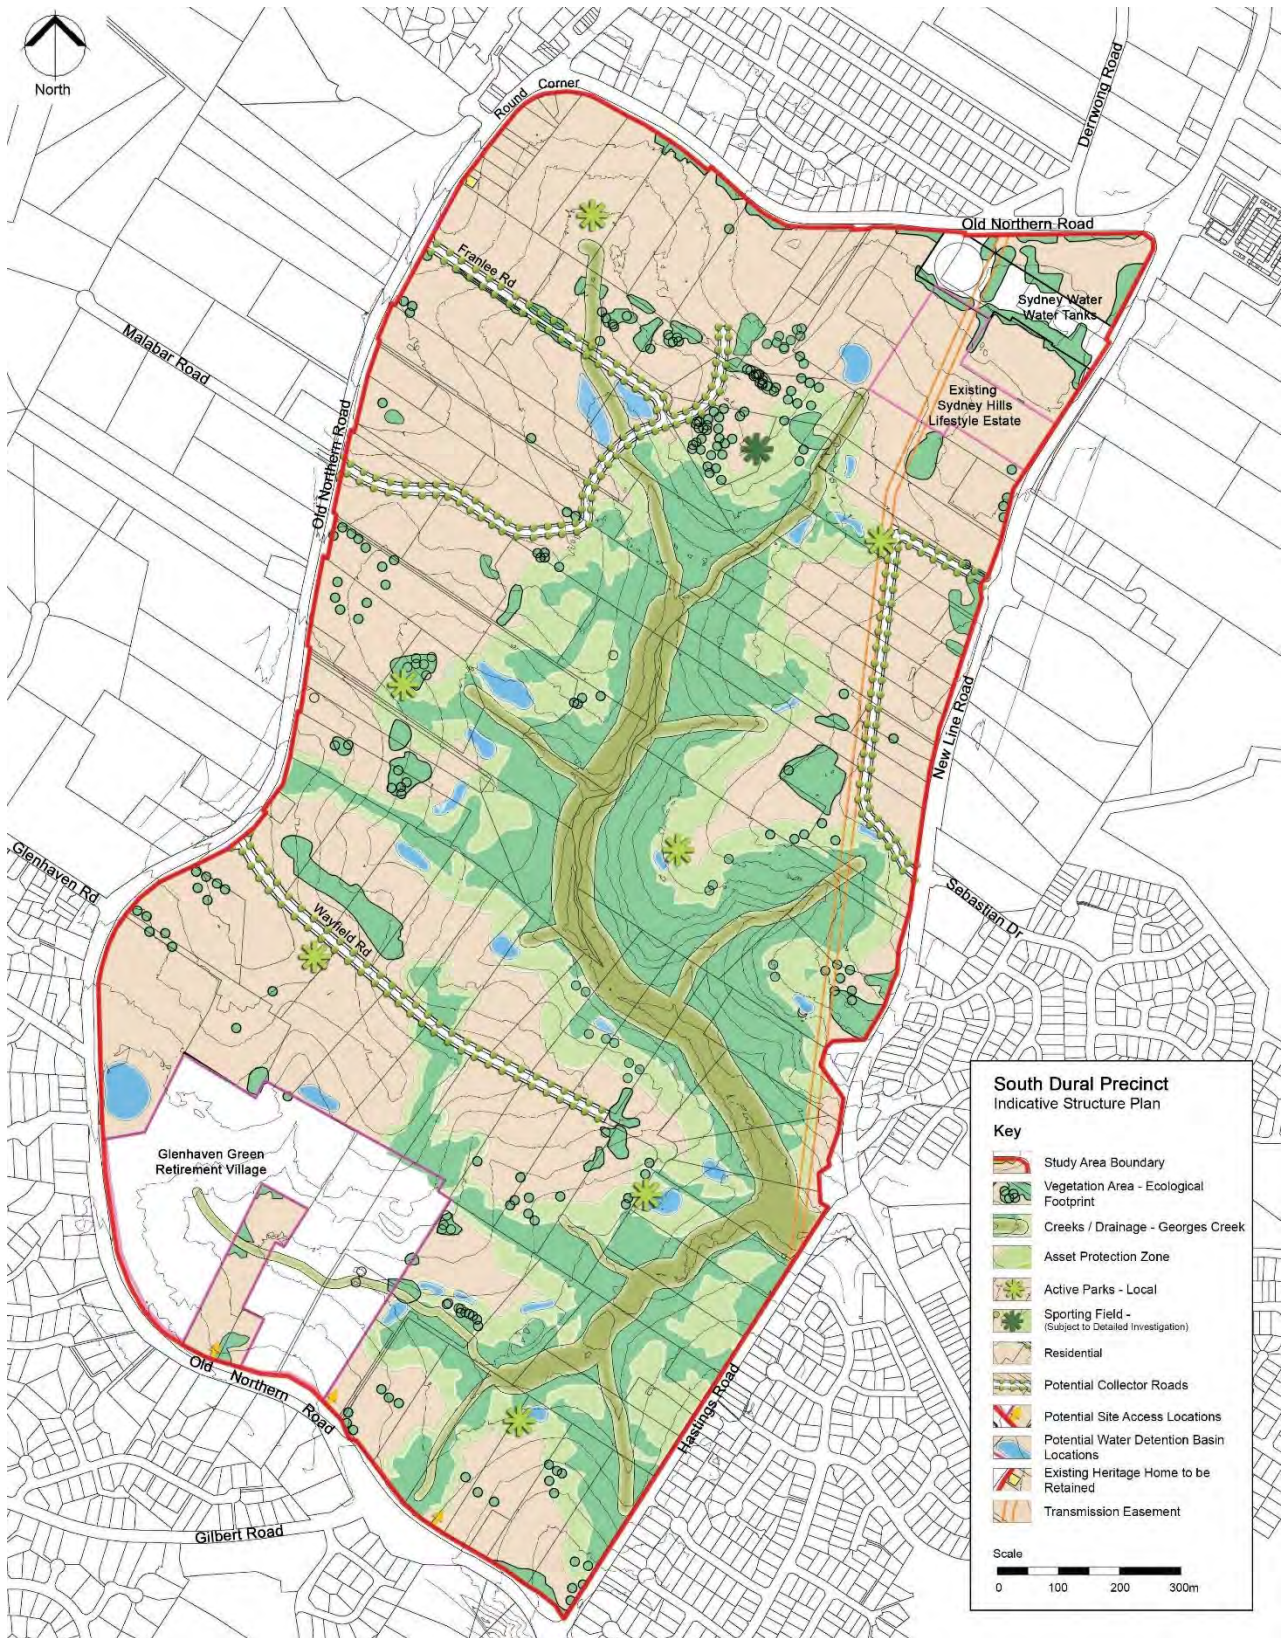 North
Round Corner
Derrwong Road
Old Northern Road
Franlee Rd
Sydney Water
Water Tanks
Malabar Road
Existing
Sydney Hills
Lifestyle Estate
Old Northern Road
New Line Road
Glenhaven Rd
Sebastian Dr
Wayfield Rd
Glenhaven Green
Retirement Village
Old Northern Road
Hastings Road
Gilbert Road
South Dural Precinct
Indicative Structure Plan
Key
Study Area Boundary
Vegetation Area - Ecological
Footprint
Creeks / Drainage - Georges Creek
Asset Protection Zone
Active Parks - Local
Sporting Field -
(Subject to Detailed Investigation)
Residential
Potential Collector Roads
Potential Site Access Locations
Potential Water Detention Basin
Locations
Existing Heritage Home to be
Retained
Transmission Easement
Scale
0 100 200 300m